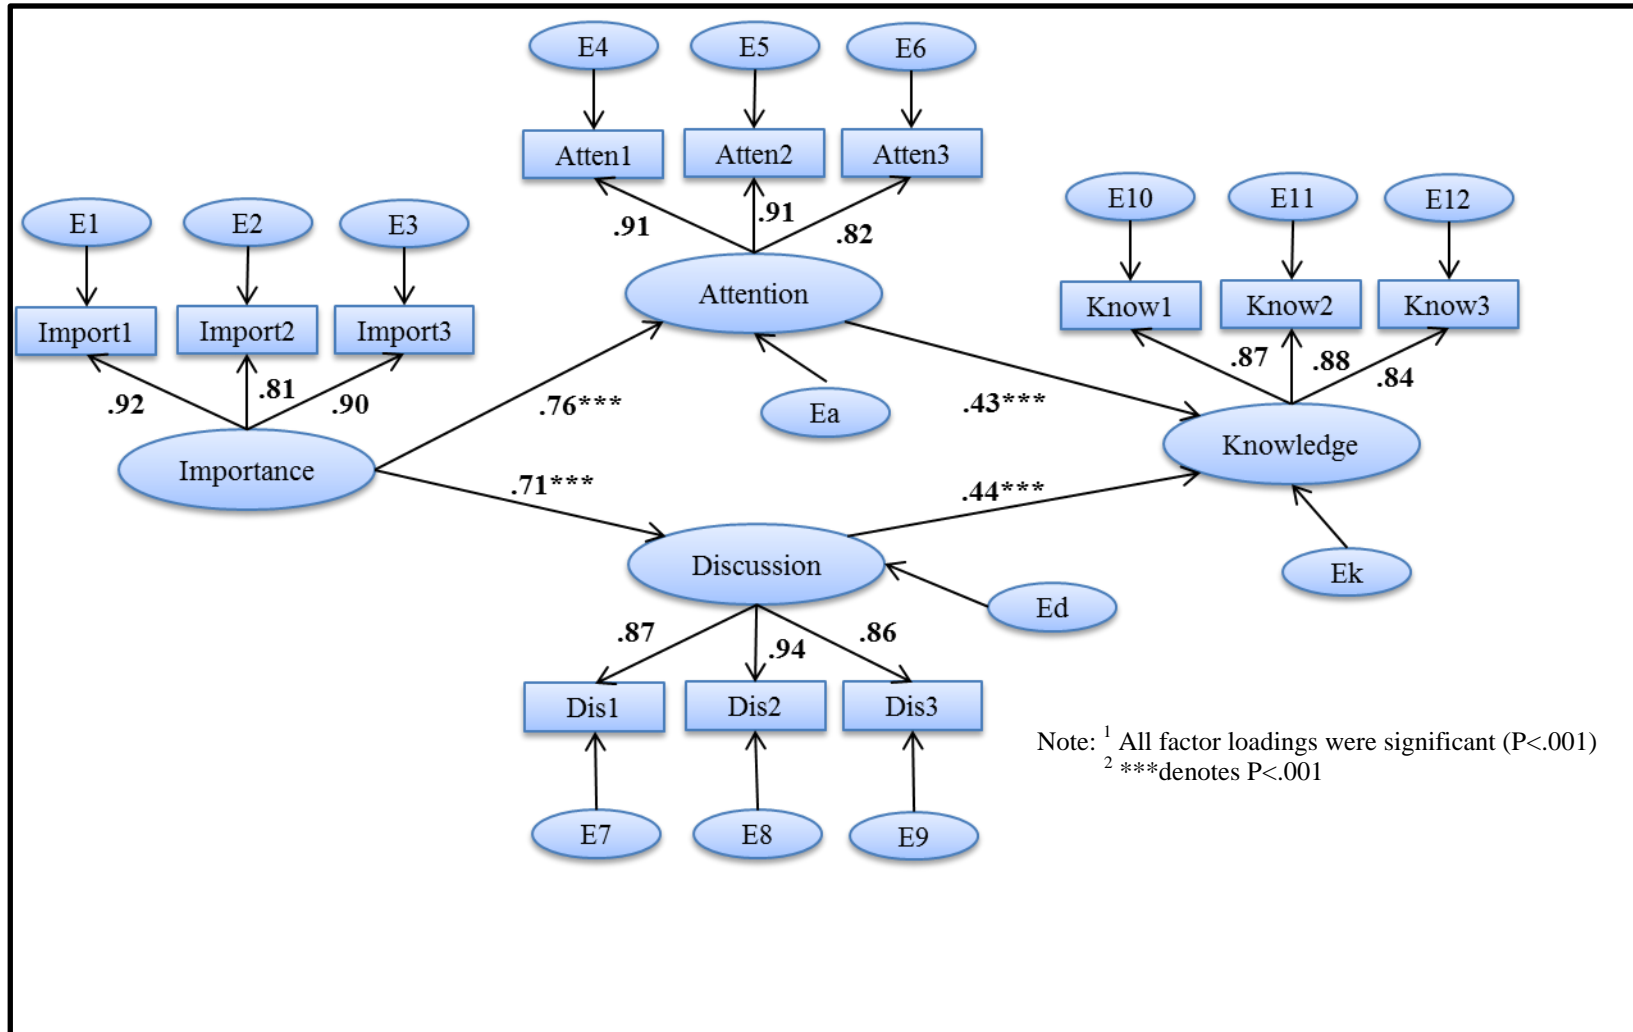 E4
E5
E6
Atten1
Atten2
Atten3
E1
E2
E3
.91
.91
.82
E10
E11
E12
Import1
Import2
Import3
Attention
Know1
Know2
Know3
.92
.81
.90
.76***
Ea
.43***
.87
.88
.84
Importance
Knowledge
.71***
.44***
Discussion
Ed
Ek
.87
.94
.86
Dis1
Dis2
Dis3
Note: ¹ All factor loadings were significant (P<.001)
² ***denotes P<.001
E7
E8
E9